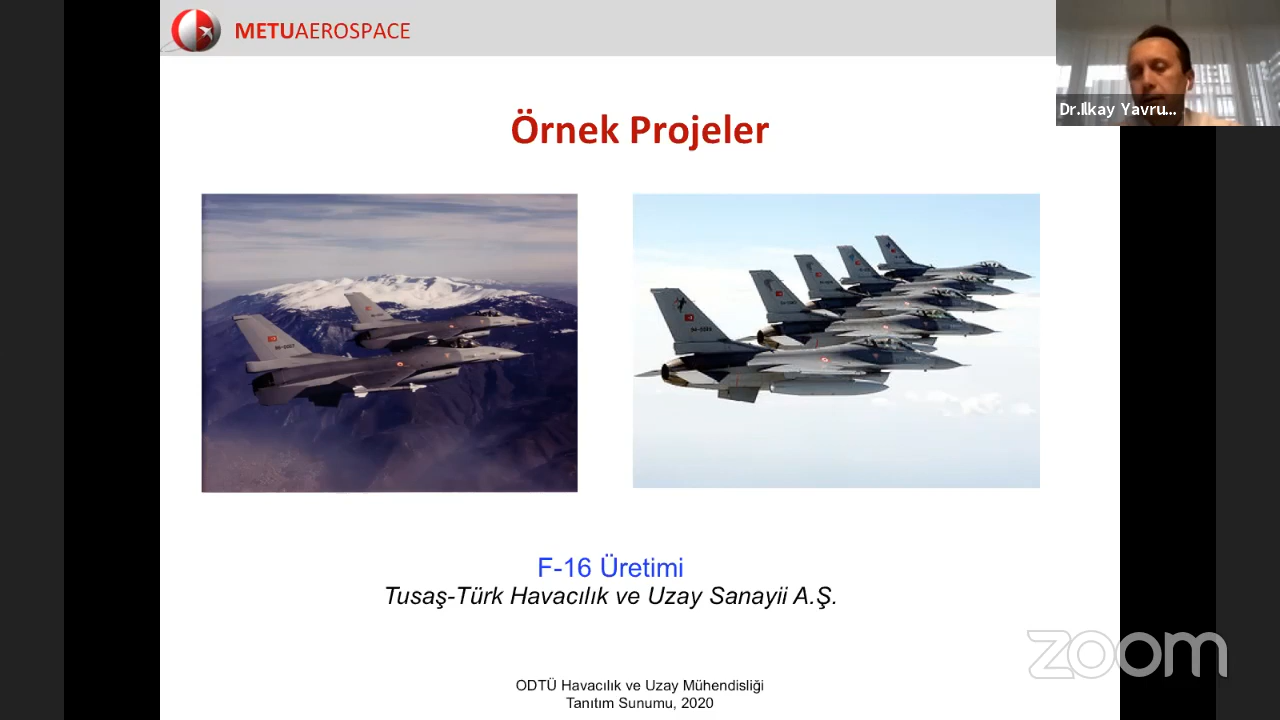 METUAEROSPACE
Dr.Ilkay Yavru...
Örnek Projeler
F-16 Üretimi
Tusaş-Türk Havacılık ve Uzay Sanayii A.Ş.
zoom
ODTÜ Havacılık ve Uzay Mühendisliği
Tanıtım Sunumu, 2020